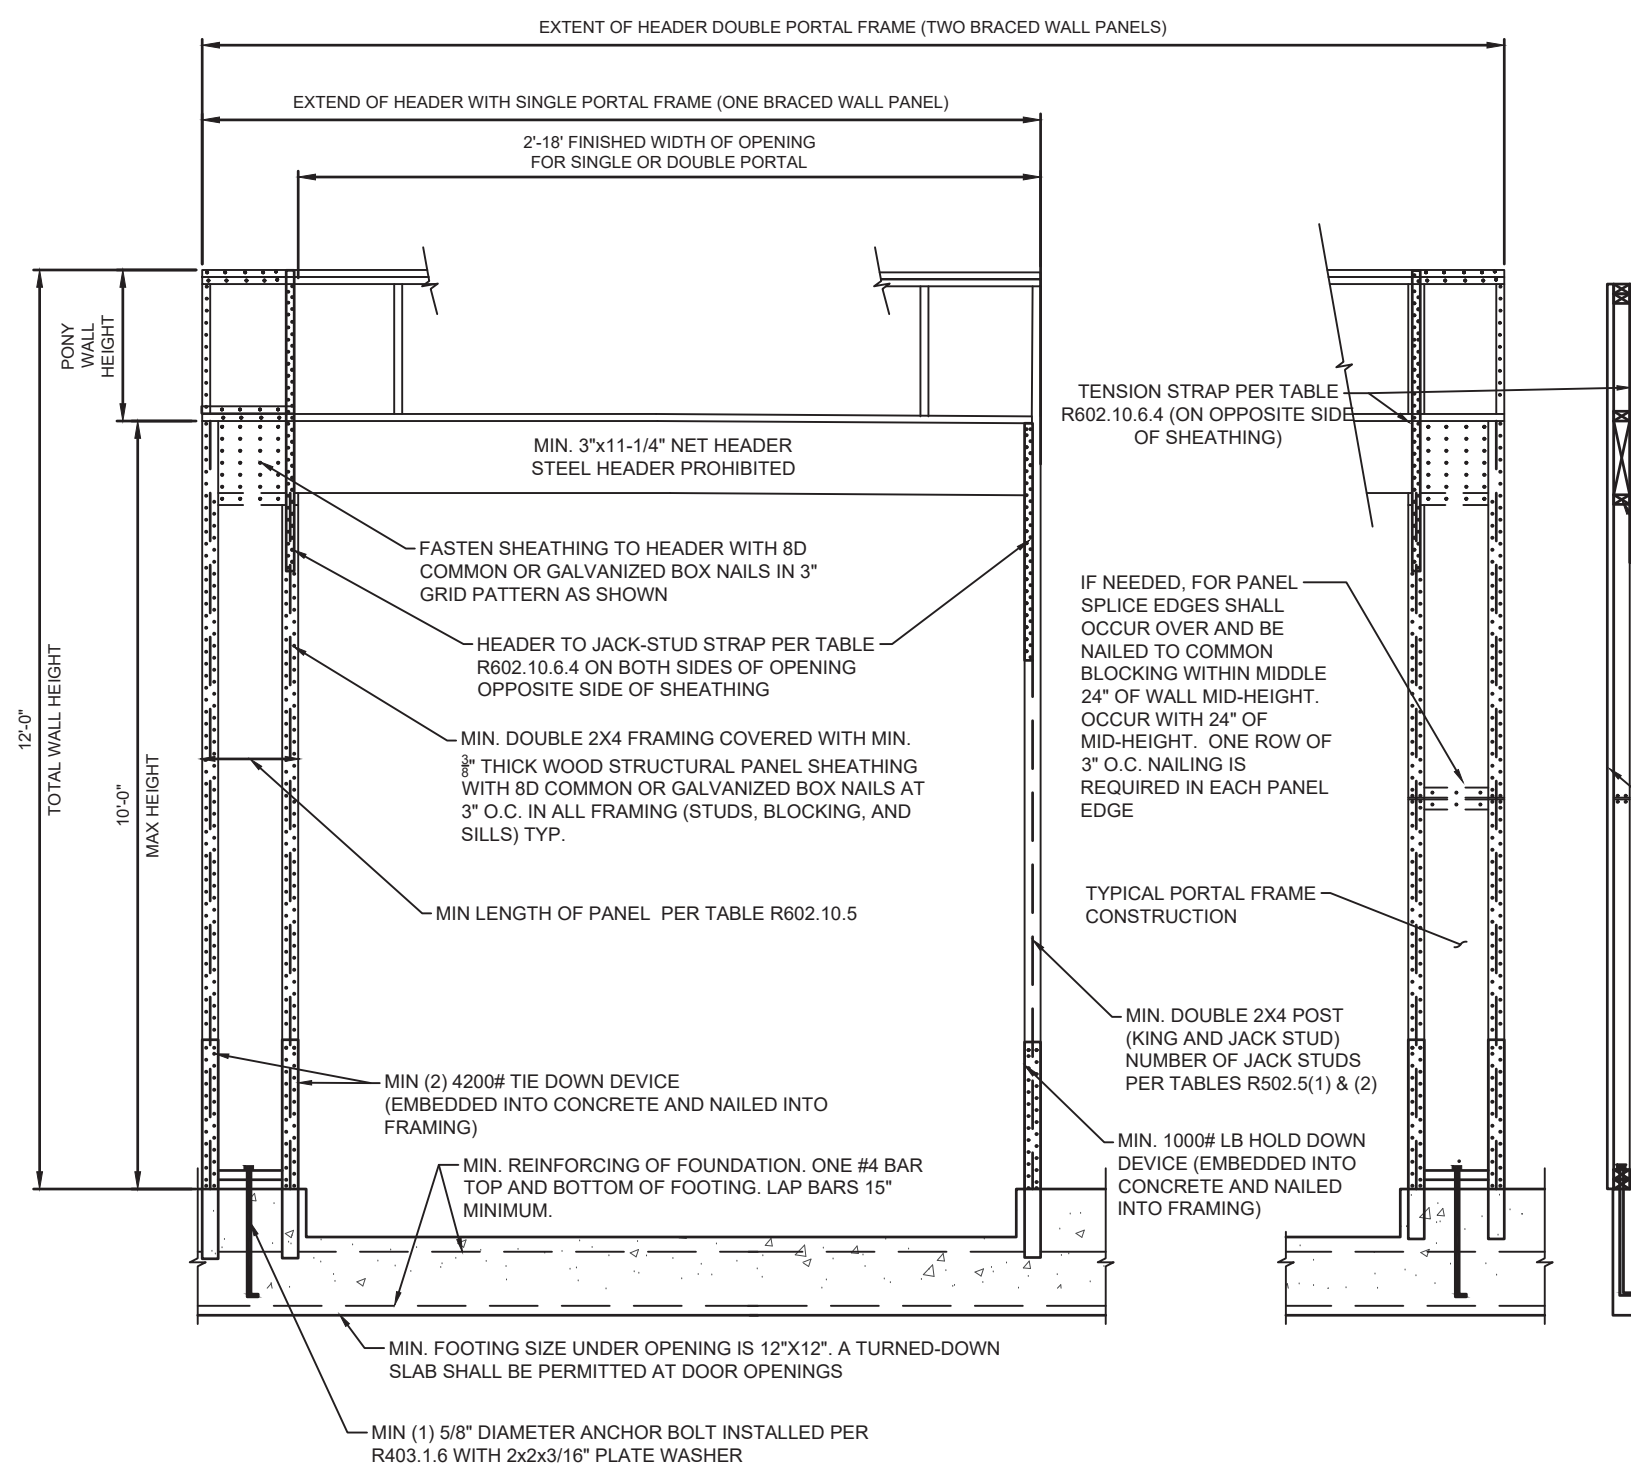 EXTENT OF HEADER DOUBLE PORTAL FRAME (TWO BRACED WALL PANELS)
EXTEND OF HEADER WITH SINGLE PORTAL FRAME (ONE BRACED WALL PANEL)
2'-18' FINISHED WIDTH OF OPENING
FOR SINGLE OR DOUBLE PORTAL
PONY
WALL
HEIGHT
12'-0"
TOTAL WALL HEIGHT
10'-0"
MAX HEIGHT
MIN. 3"x11-1/4" NET HEADER
STEEL HEADER PROHIBITED
TENSION STRAP PER TABLE
R602.10.6.4 (ON OPPOSITE SIDE
OF SHEATHING)
FASTEN SHEATHING TO HEADER WITH 8D
COMMON OR GALVANIZED BOX NAILS IN 3"
GRID PATTERN AS SHOWN
HEADER TO JACK-STUD STRAP PER TABLE
R602.10.6.4 ON BOTH SIDES OF OPENING
OPPOSITE SIDE OF SHEATHING
MIN. DOUBLE 2X4 FRAMING COVERED WITH MIN.
3/8" THICK WOOD STRUCTURAL PANEL SHEATHING
WITH 8D COMMON OR GALVANIZED BOX NAILS AT
3" O.C. IN ALL FRAMING (STUDS, BLOCKING, AND
SILLS) TYP.
IF NEEDED, FOR PANEL
SPLICE EDGES SHALL
OCCUR OVER AND BE
NAILED TO COMMON
BLOCKING WITHIN MIDDLE
24" OF WALL MID-HEIGHT.
OCCUR WITH 24" OF
MID-HEIGHT. ONE ROW OF
3" O.C. NAILING IS
REQUIRED IN EACH PANEL
EDGE
MIN LENGTH OF PANEL PER TABLE R602.10.5
TYPICAL PORTAL FRAME
CONSTRUCTION
MIN. DOUBLE 2X4 POST
(KING AND JACK STUD)
NUMBER OF JACK STUDS
PER TABLES R502.5(1) & (2)
MIN (2) 4200# TIE DOWN DEVICE
(EMBEDDED INTO CONCRETE AND NAILED INTO
FRAMING)
MIN. 1000# LB HOLD DOWN
DEVICE (EMBEDDED INTO
CONCRETE AND NAILED
INTO FRAMING)
MIN. REINFORCING OF FOUNDATION. ONE #4 BAR
TOP AND BOTTOM OF FOOTING. LAP BARS 15"
MINIMUM.
MIN. FOOTING SIZE UNDER OPENING IS 12"X12". A TURNED-DOWN
SLAB SHALL BE PERMITTED AT DOOR OPENINGS
MIN (1) 5/8" DIAMETER ANCHOR BOLT INSTALLED PER
R403.1.6 WITH 2x2x3/16" PLATE WASHER